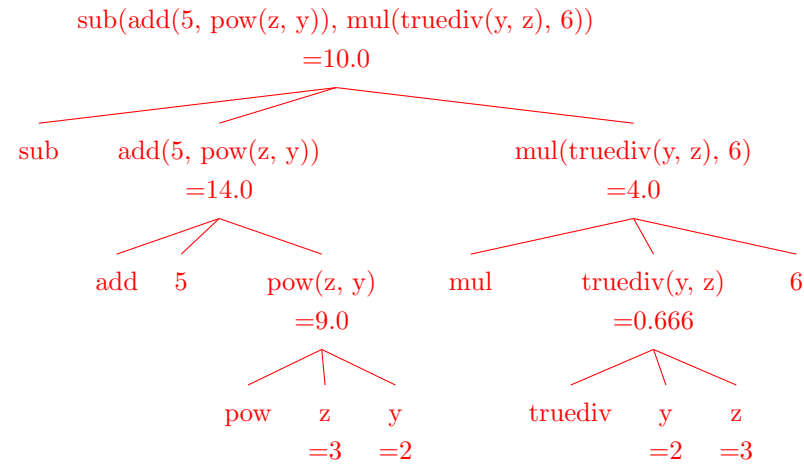 sub(add(5, pow(z, y)), mul(truediv(y, z), 6))
=10.0
sub add(5, pow(z, y)) mul(truediv(y, z), 6)
=14.0 =4.0
add 5 pow(z, y) mul truediv(y, z) 6
=9.0 =0.666
pow z y truediv y z
=3 =2 =2 =3